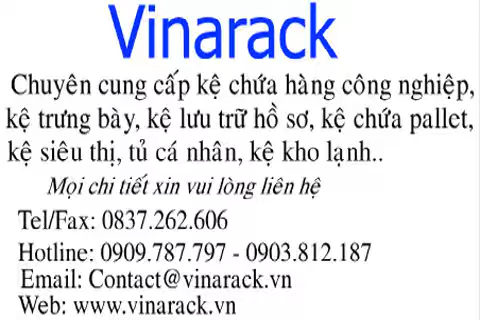 Vinarack
Chuyên cung cấp kệ chứa hàng công nghiệp,
kệ trưng bày, kệ lưu trữ hồ sơ, kệ chứa pallet,
kệ siêu thị, tủ cá nhân, kệ kho lạnh..
Mọi chi tiết xin vui lòng liên hệ
Tel/Fax: 0837.262.606
Hotline: 0909.787.797 - 0903.812.187
Email: Contact@vinarack.vn
Web: www.vinarack.vn